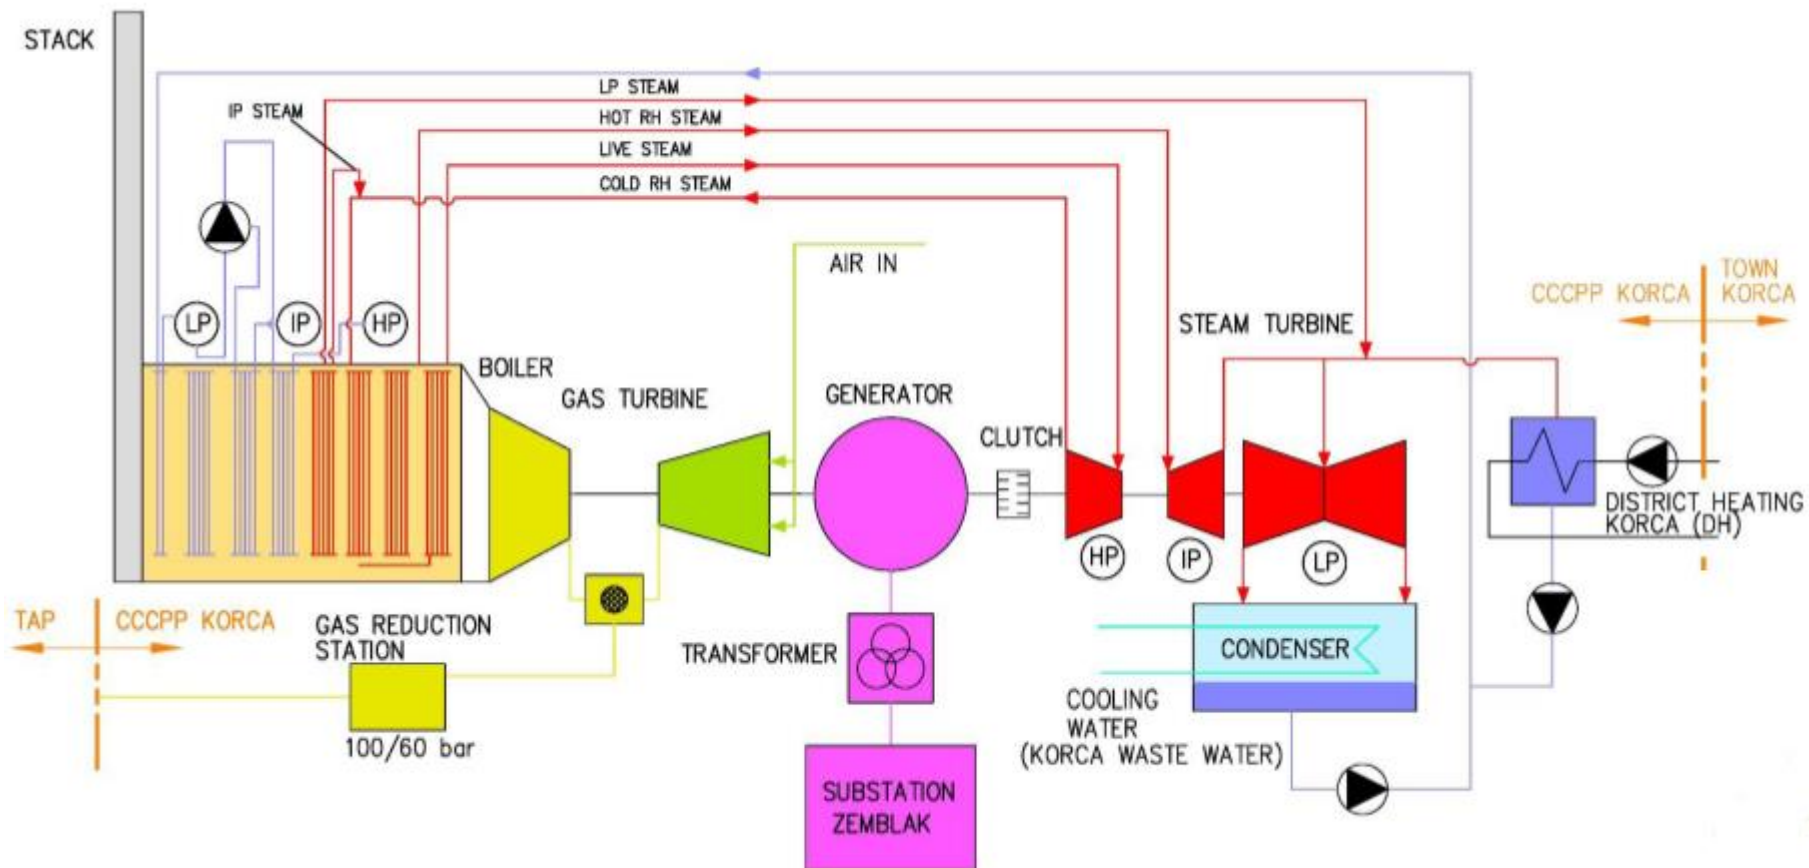 STACK
LP STEAM
IP STEAM
HOT RH STEAM
LIVE STEAM
COLD RH STEAM
AIR IN
TOWN
KORCA
CCCPP KORCA
STEAM TURBINE
LP
IP
HP
BOILER
GAS TURBINE
GENERATOR
CLUTCH
DISTRICT HEATING
KORCA (DH)
HP
IP
LP
TAP
CCCPP KORCA
GAS REDUCTION
STATION
TRANSFORMER
CONDENSER
COOLING
WATER
(KORCA WASTE WATER)
100/60 bar
SUBSTATION
ZEMBLAK